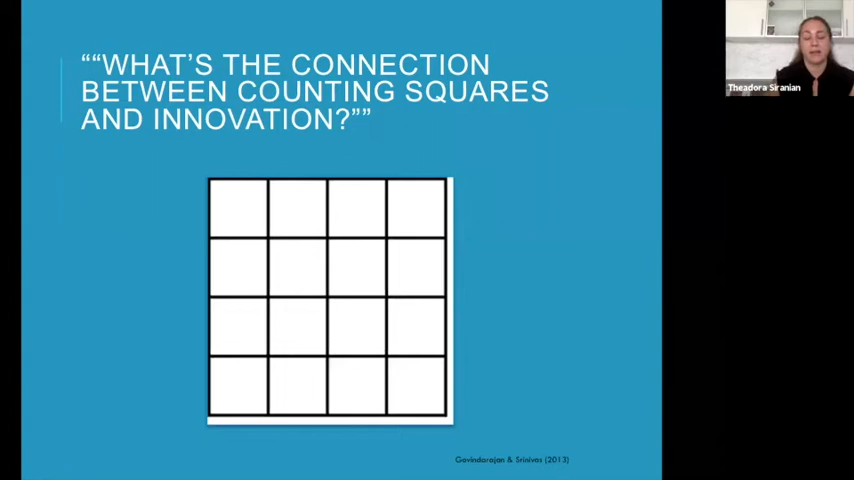 ““WHAT’S THE CONNECTION
BETWEEN COUNTING SQUARES
AND INNOVATION?””
Theadora Siranian
Govindarajan & Srinivas (2013)